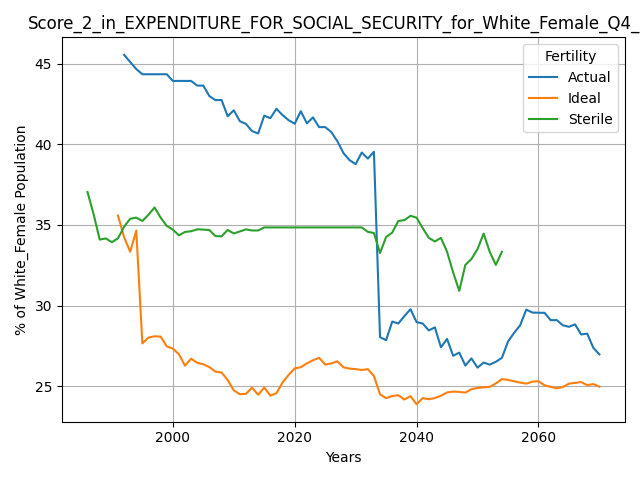 Score_2_in_EXPENDITURE_FOR_SOCIAL_SECURITY_for_White_Female_Q4_
% of White_Female Population
45
40
35
30
25
Fertility
Actual
Ideal
Sterile
2000 2020 2040 2060
Years